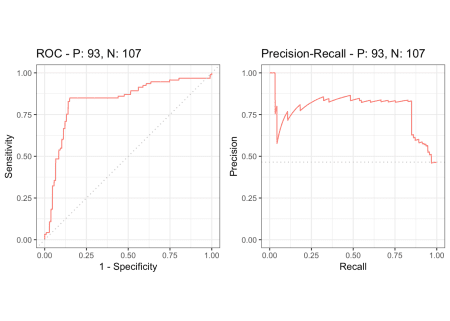 ROC - P: 93, N: 107
1.00
0.75
0.50
0.25
0.00
Sensitivity
0.00 0.25 0.50 0.75 1.00
1 - Specificity
Precision-Recall - P: 93, N: 107
1.00
0.75
0.50
0.25
0.00
Precision
0.00 0.25 0.50 0.75 1.00
Recall